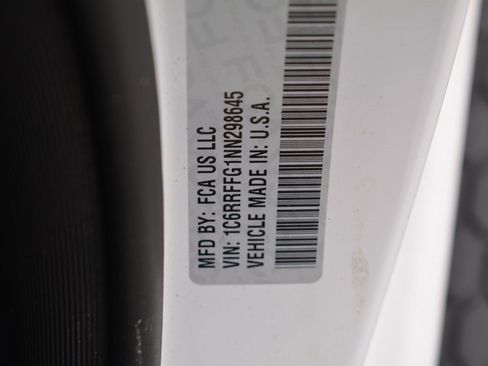 MFD BY: FCA US LLC
VIN: 1C6RRFFG1NN298645
VEHICLE MADE IN: U.S.A.